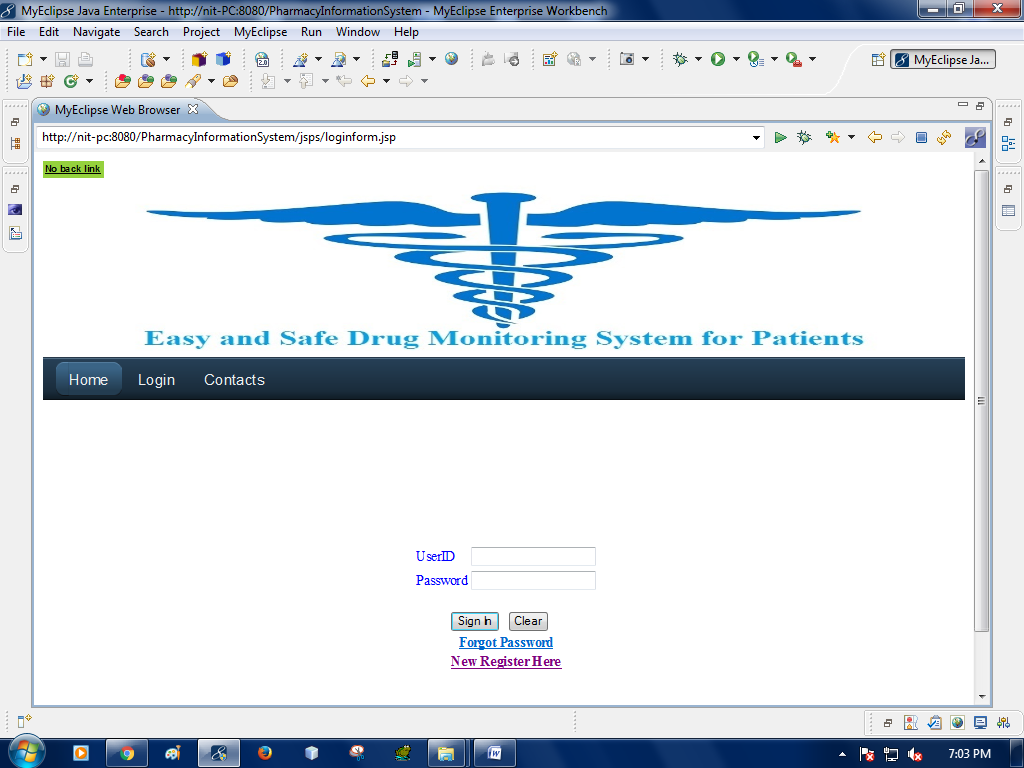 MyEclipse Java Enterprise - http://nit-PC:8080/PharmacyInformationSystem - MyEclipse Enterprise Workbench
File Edit Navigate Search Project MyEclipse Run Window Help
MyEclipse Ja...
MyEclipse Web Browser
http://nit-pc:8080/PharmacyInformationSystem/jsps/loginform.jsp
No back link
Easy and Safe Drug Monitoring System for Patients
Home Login Contacts
UserID
Password
Sign In Clear
Forgot Password
New Register Here
7:03 PM